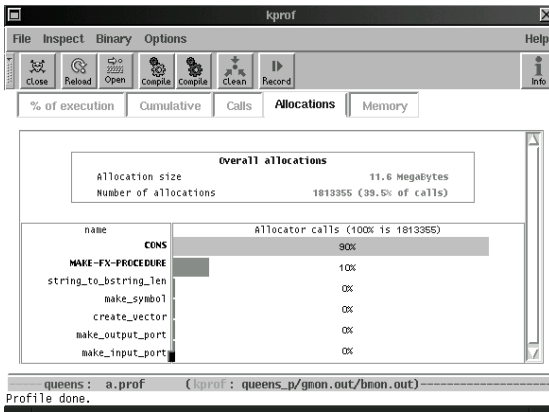 kprof
File Inspect Binary Options Help
Close Reload Open Compile Compile Clean Record Info
% of execution Cumulative Calls Allocations Memory
Overall allocations
Allocation size 11.6 MegaBytes
Number of allocations 1813355 (39.5% of calls)
name Allocator calls (100% is 1813355)
CONS 90%
MAKE-FX-PROCEDURE 10%
string_to_bstring_len 0%
make_symbol 0%
create_vector 0%
make_output_port 0%
make_input_port 0%
-----queens: a.prof (kprof: queens_p/gmon.out/bmon.out)--------------------
Profile done.